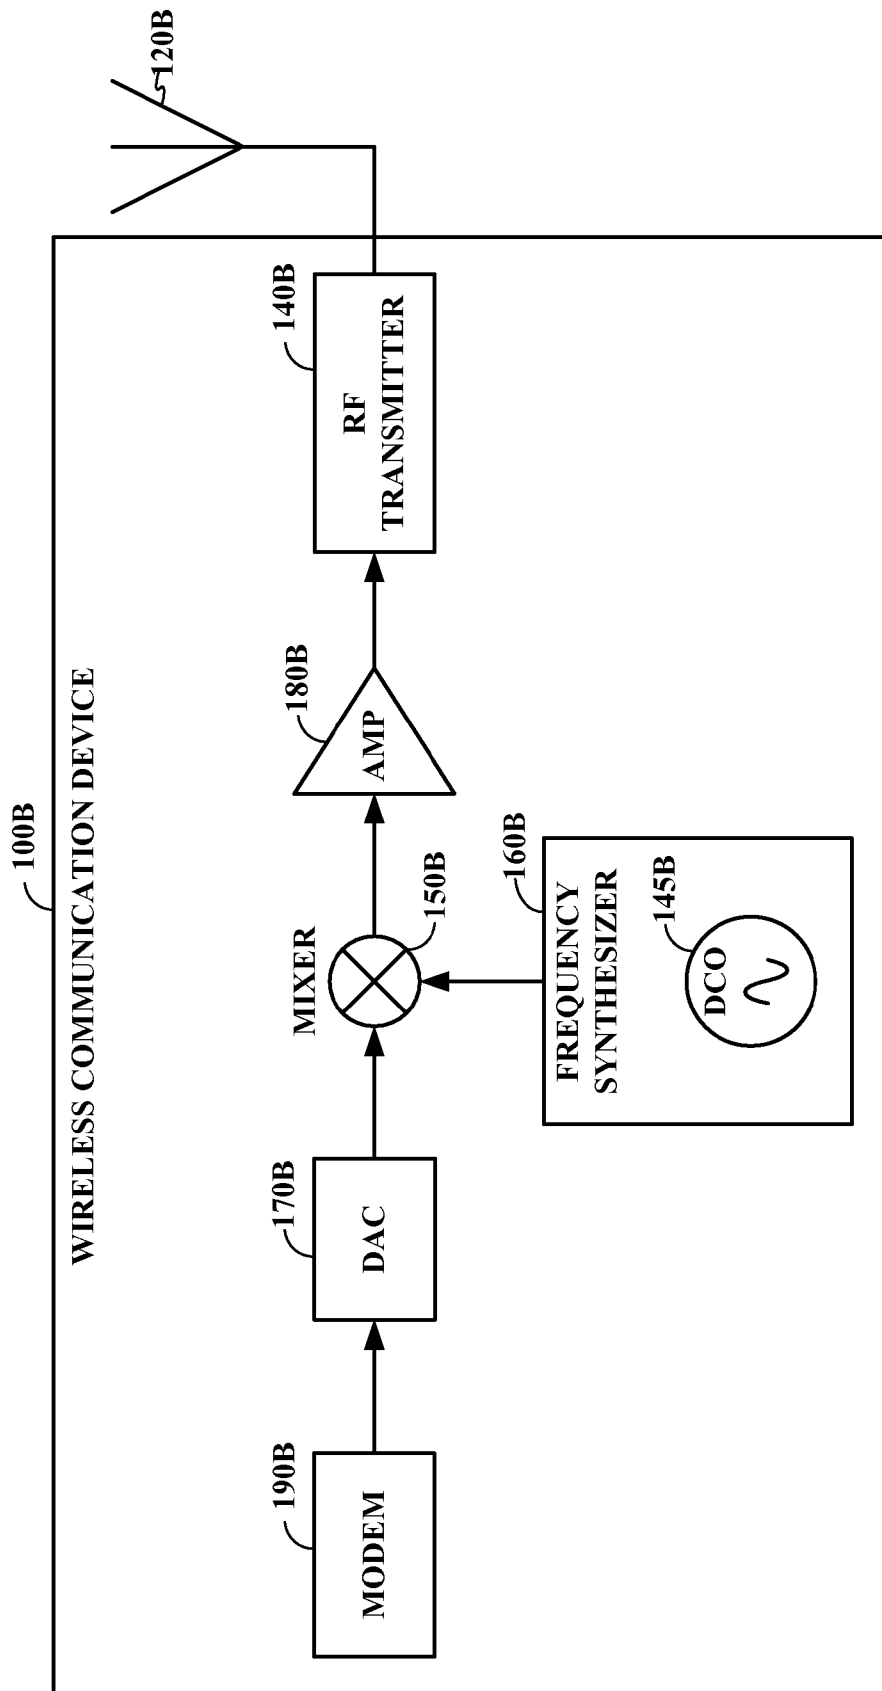 100B
WIRELESS COMMUNICATION DEVICE
120B
190B
MODEM
170B
DAC
MIXER
150B
180B
AMP
140B
RF
TRANSMITTER
160B
FREQUENCY
SYNTHESIZER
145B
DCO